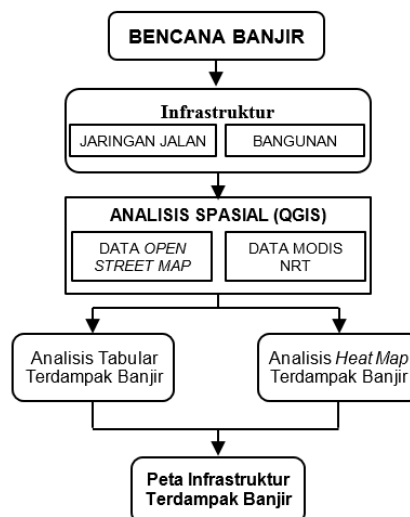 BENCANA BANJIR
Infrastruktur
JARINGAN JALAN
BANGUNAN
ANALISIS SPASIAL (QGIS)
DATA OPEN
STREET MAP
DATA MODIS
NRT
Analisis Tabular
Terdampak Banjir
Analisis Heat Map
Terdampak Banjir
Peta Infrastruktur
Terdampak Banjir